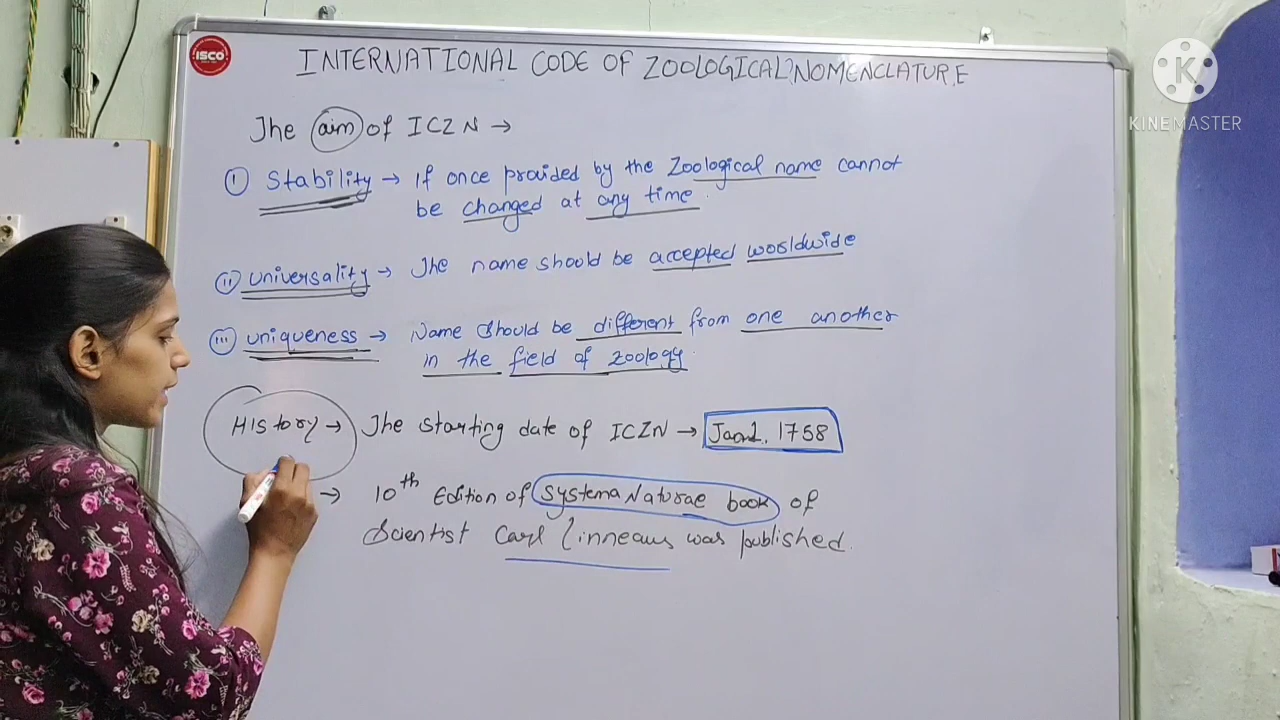 ISCO
INTERNATIONAL CODE OF ZOOLOGICAL NOMENCLATURE
KINEMASTER
The aim of ICZN →
(i) Stability → If once provided by the Zoological name cannot
be changed at any time.
(ii) Universality → The name should be accepted worldwide
(iii) uniqueness → Name should be different from one another
in the field of zoology.
History → The starting date of ICZN → Jan 1, 1758
→ 10th Edition of Systema Naturae book of
Scientist Carl Linneaus was published.